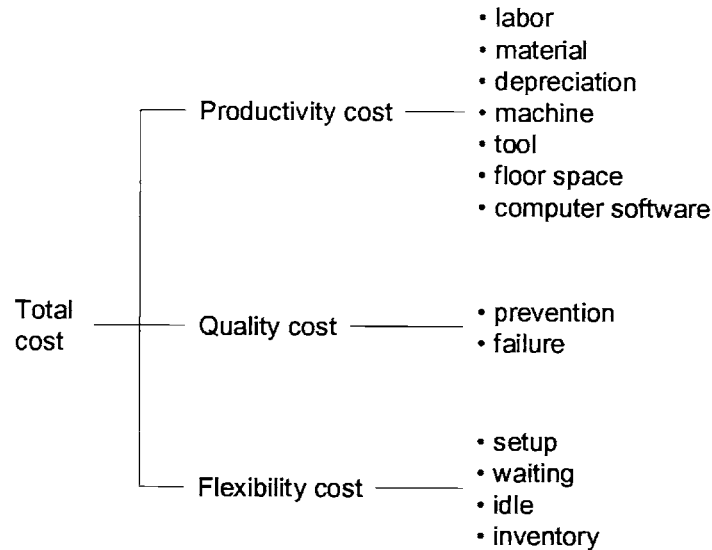 Total
cost
Productivity cost
• labor
• material
• depreciation
• machine
• tool
• floor space
• computer software
Quality cost
• prevention
• failure
Flexibility cost
• setup
• waiting
• idle
• inventory